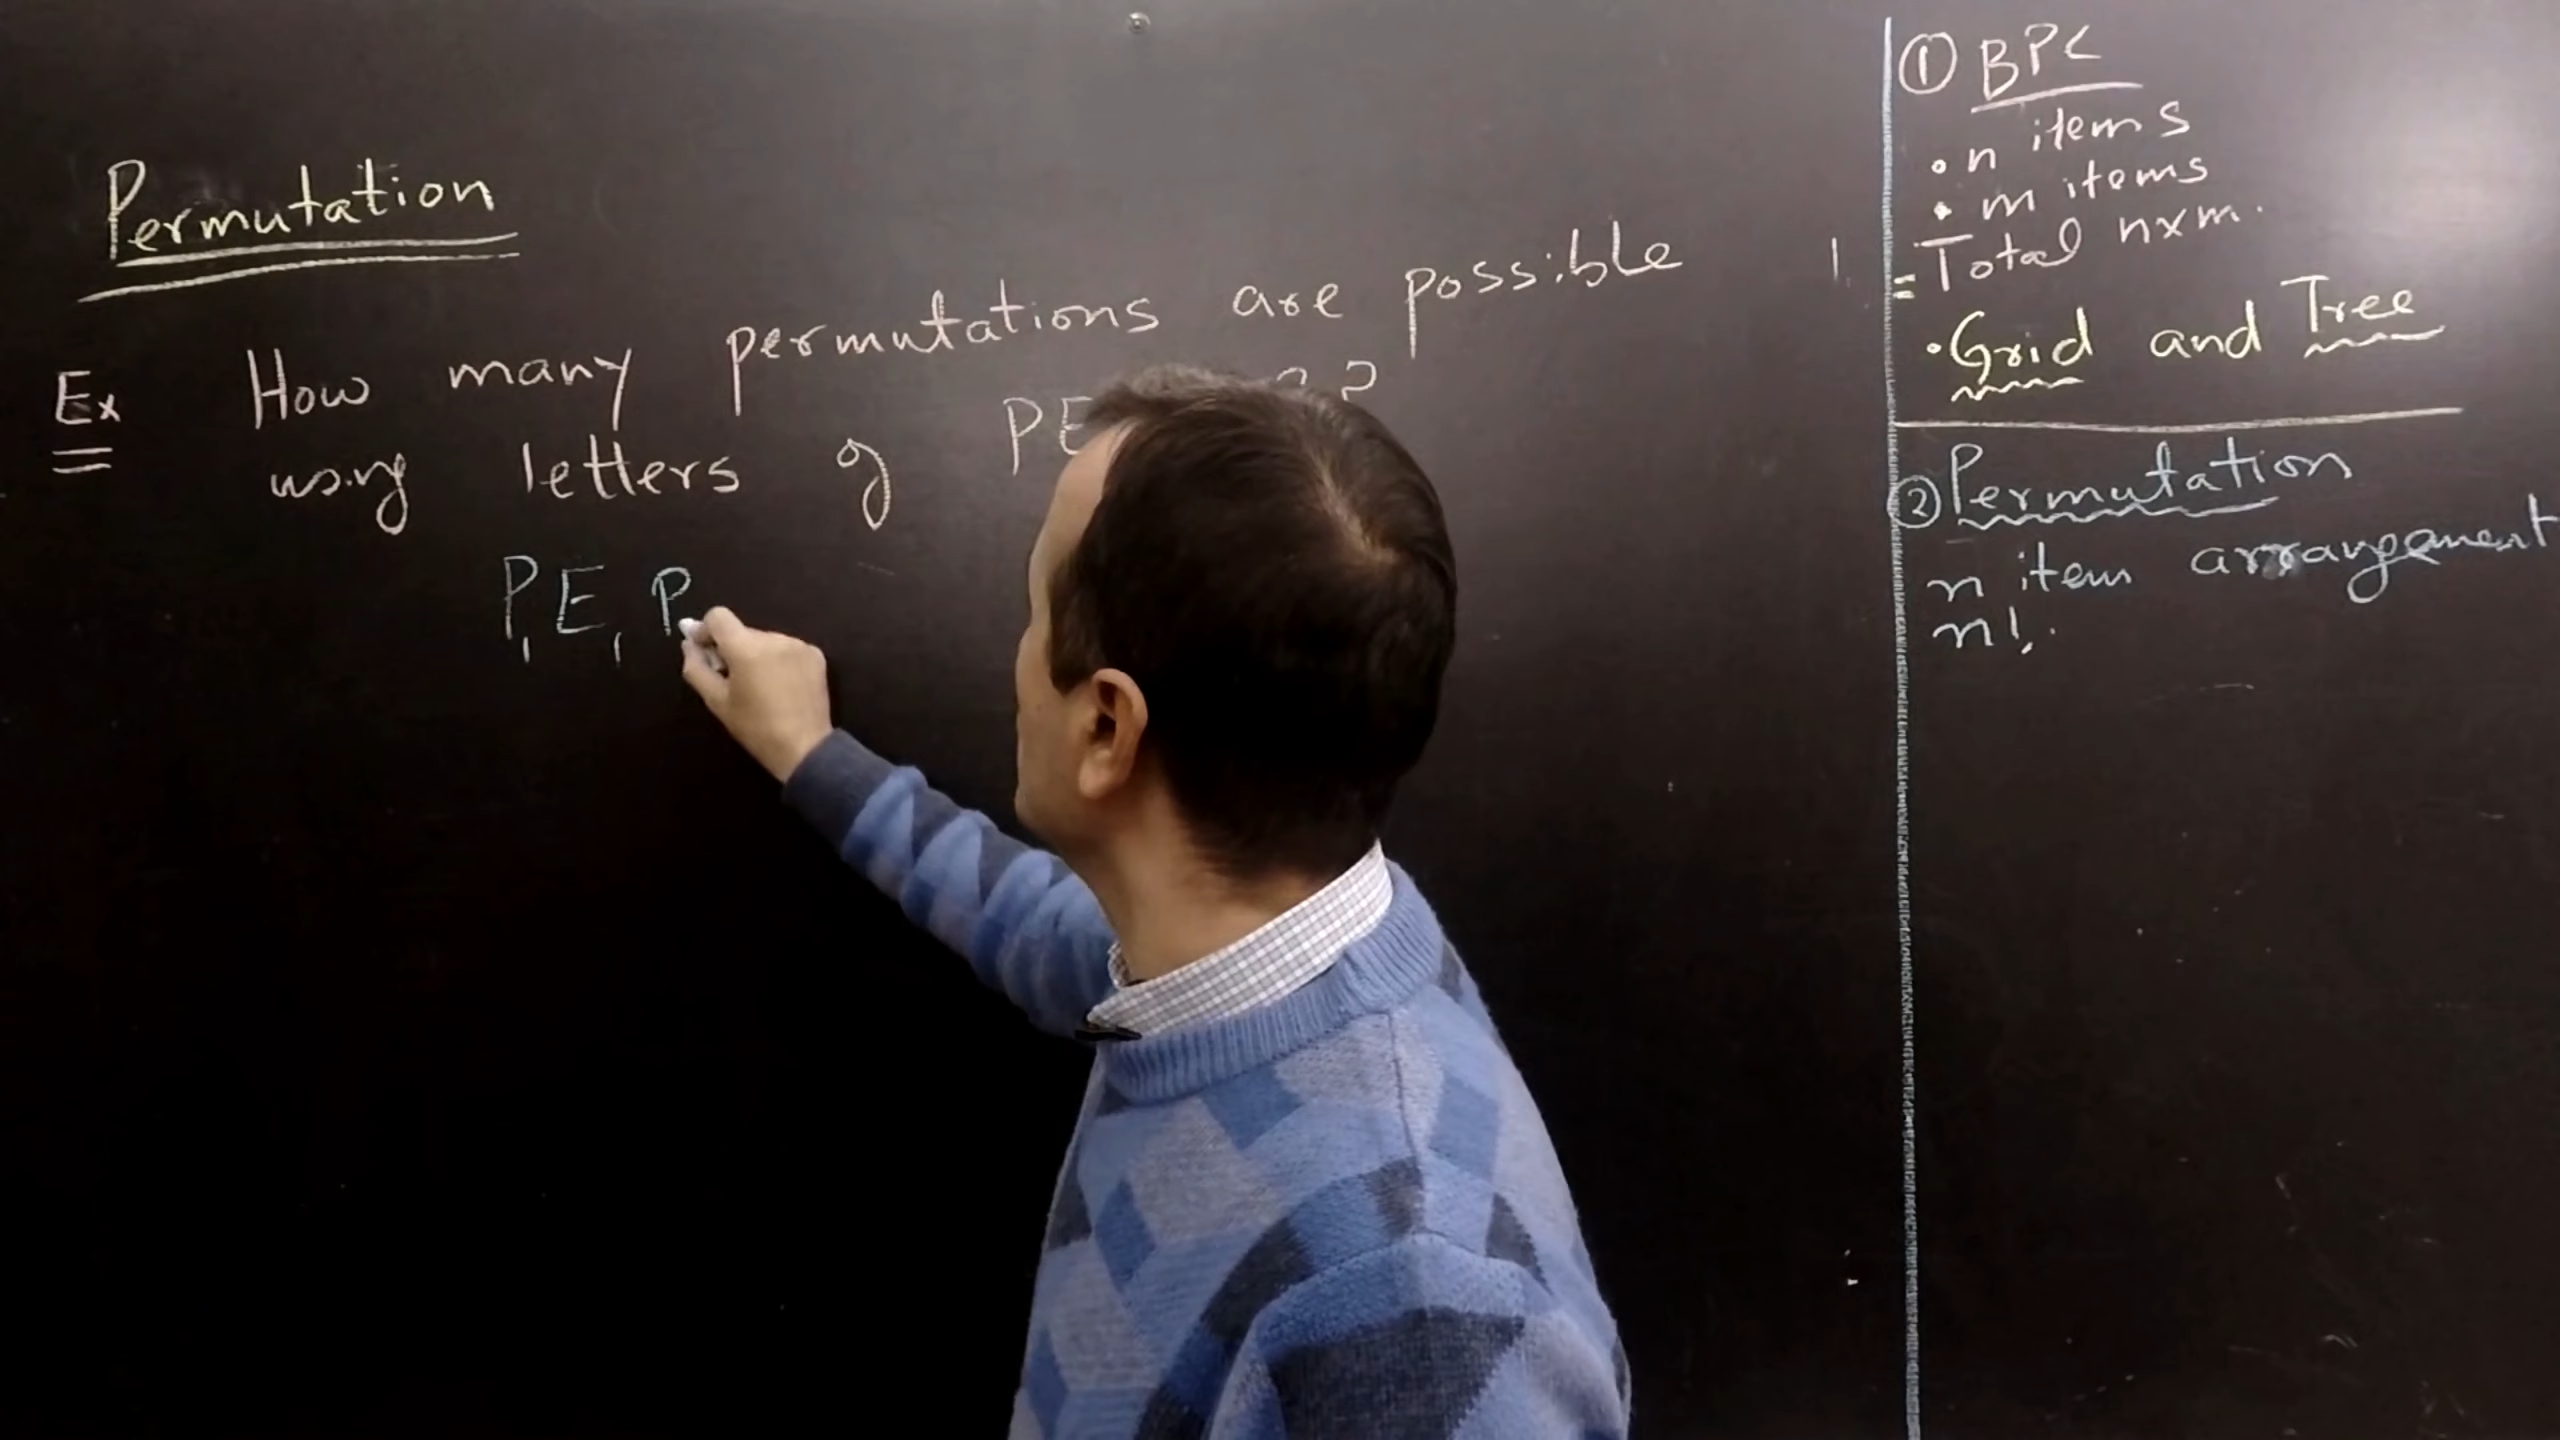 Permutation
Ex How many permutations are possible
using letters of PE ?
P, E, P
① BPC
• n items
• m items
= Total n×m.
• Grid and Tree
② Permutation
n item arrangement
n!.